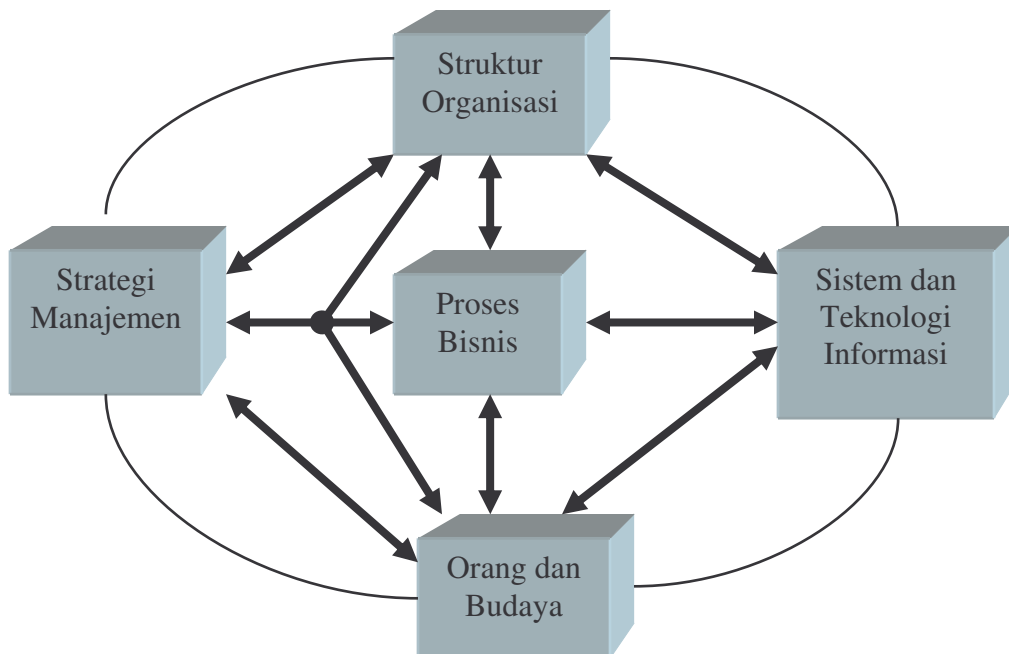 Struktur
Organisasi
Strategi
Manajemen
Proses
Bisnis
Sistem dan
Teknologi
Informasi
Orang dan
Budaya